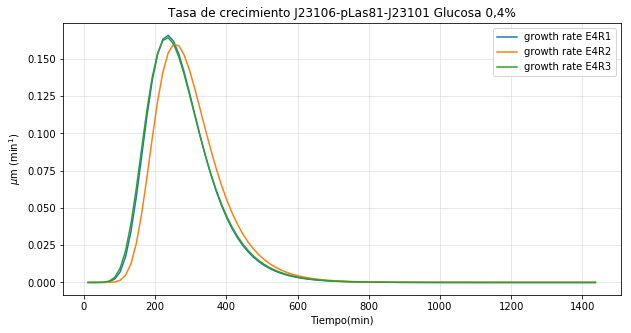 Tasa de crecimiento J23106-pLas81-J23101 Glucosa 0,4%
growth rate E4R1
growth rate E4R2
growth rate E4R3
μm (min¹)
0.150
0.125
0.100
0.075
0.050
0.025
0.000
0 200 400 600 800 1000 1200 1400
Tiempo(min)